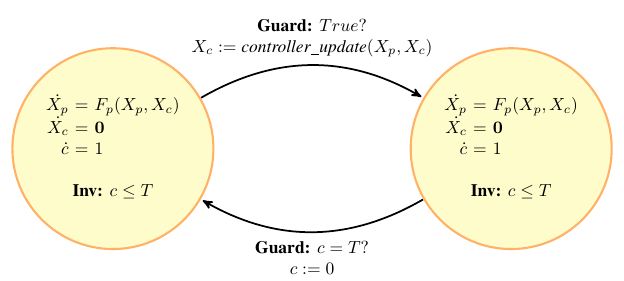 Guard: True?
X_c := controller_update(X_p, X_c)
Ẋ_p = F_p(X_p, X_c)
Ẋ_c = 0
ċ = 1
Inv: c ≤ T
Ẋ_p = F_p(X_p, X_c)
Ẋ_c = 0
ċ = 1
Inv: c ≤ T
Guard: c = T?
c := 0